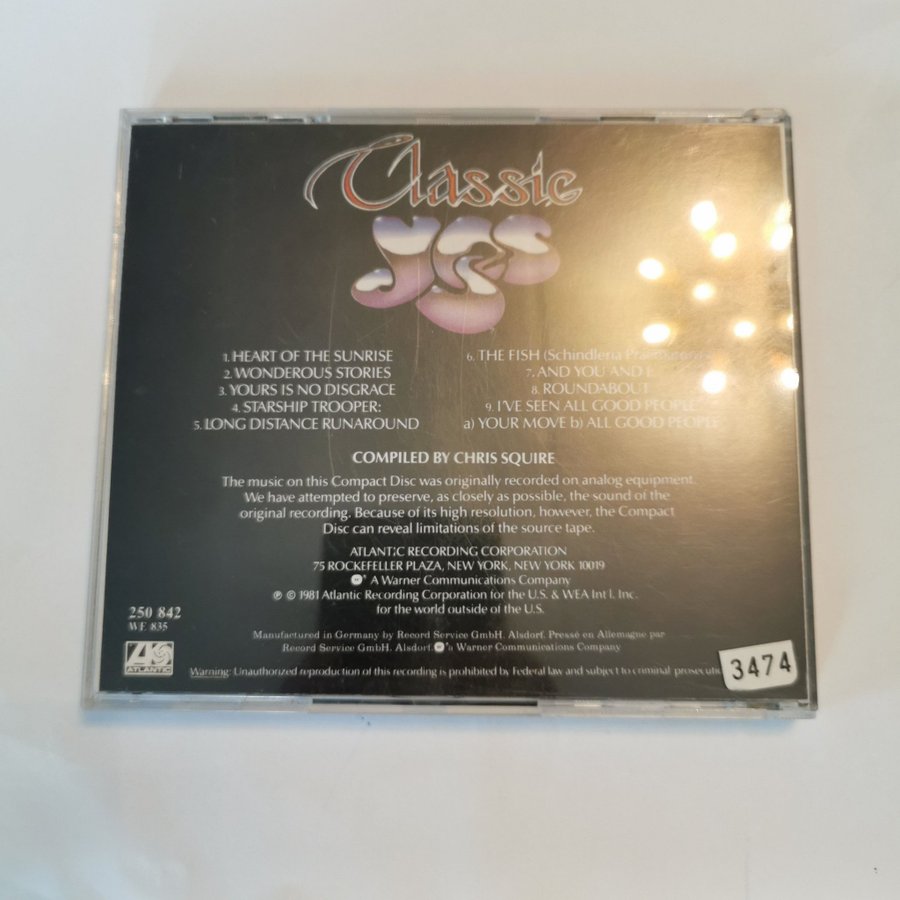 Classic
YES
1. HEART OF THE SUNRISE
2. WONDEROUS STORIES
3. YOURS IS NO DISGRACE
4. STARSHIP TROOPER:
5. LONG DISTANCE RUNAROUND
6. THE FISH (Schindleria
7. AND YOU AND I
8. ROUNDABOUT
9. I'VE SEEN ALL GOOD PEOPLE:
a) YOUR MOVE b) ALL GOOD PEOPLE
COMPILED BY CHRIS SQUIRE
The music on this Compact Disc was originally recorded on analog equipment.
We have attempted to preserve, as closely as possible, the sound of the
original recording. Because of its high resolution, however, the Compact
Disc can reveal limitations of the source tape.
ATLANTIC RECORDING CORPORATION
75 ROCKEFELLER PLAZA, NEW YORK, NEW YORK 10019
A Warner Communications Company
℗ © 1981 Atlantic Recording Corporation for the U.S. & WEA Int'l. Inc.
for the world outside of the U.S.
250 842
WE 835
Manufactured in Germany by Record Service GmbH. Alsdorf. Pressé en Allemagne par
Record Service GmbH. Alsdorf. a Warner Communications Company
ATLANTIC
Warning: Unauthorized reproduction of this recording is prohibited by Federal law and subject to criminal
3474